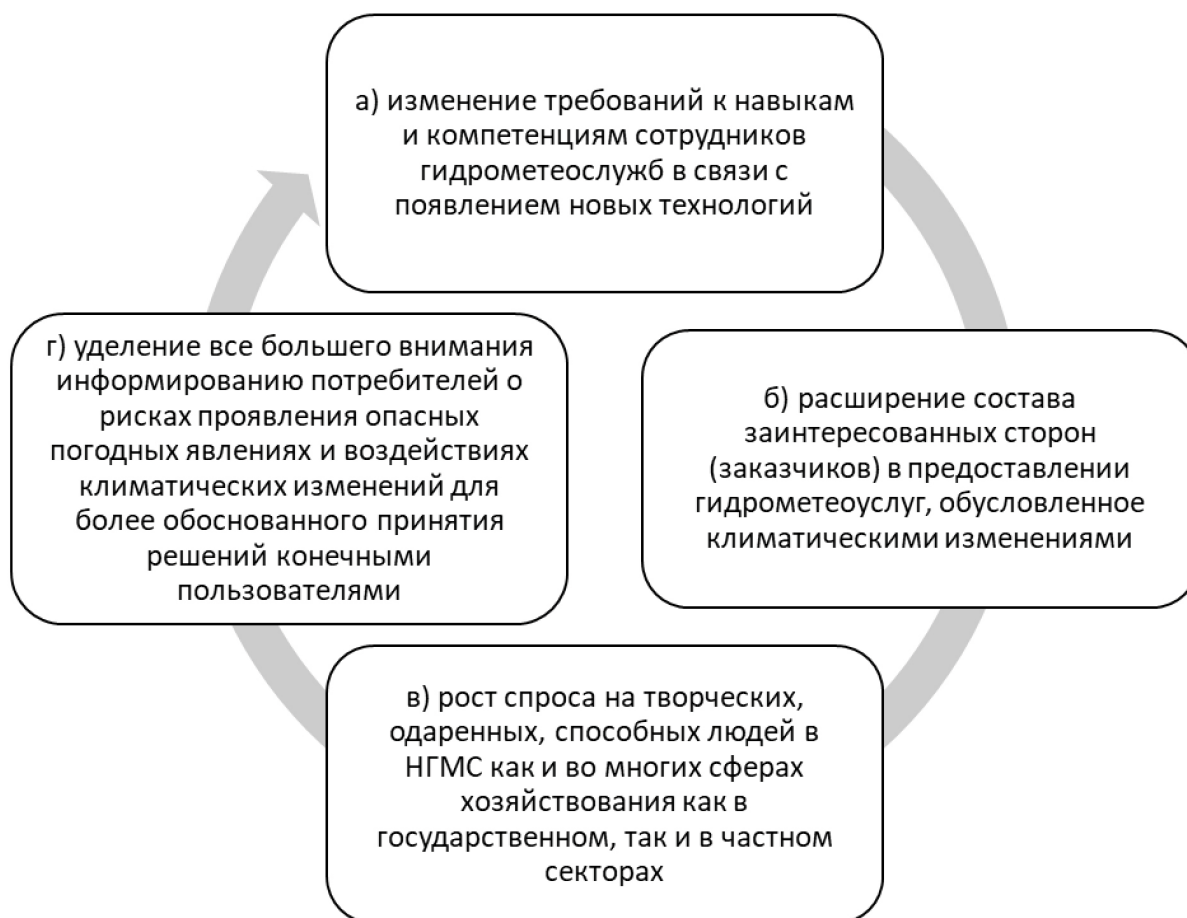 а) изменение требований к навыкам
и компетенциям сотрудников
гидрометеослужб в связи с
появлением новых технологий
б) расширение состава
заинтересованных сторон
(заказчиков) в предоставлении
гидрометеоуслуг, обусловленное
климатическими изменениями
в) рост спроса на творческих,
одаренных, способных людей в
НГМС как и во многих сферах
хозяйствования как в
государственном, так и в частном
секторах
г) уделение все большего внимания
информированию потребителей о
рисках проявления опасных
погодных явлениях и воздействиях
климатических изменений для
более обоснованного принятия
решений конечными
пользователями